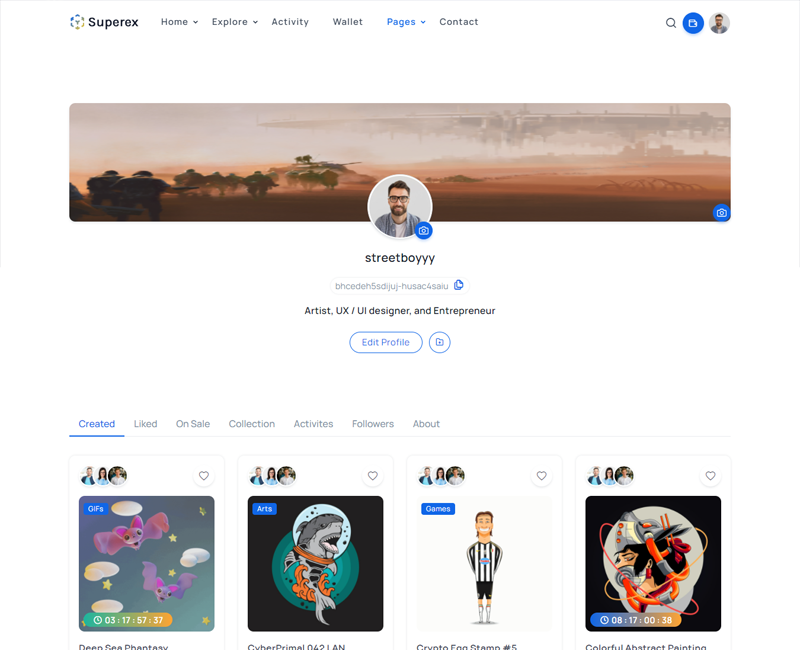 Superex Home Explore Activity Wallet Pages Contact
streetboyyy
bhcedeh5sdijuj-husac4saiu
Artist, UX / UI designer, and Entrepreneur
Edit Profile
Created Liked On Sale Collection Activites Followers About
GIFs Arts Games
03 : 17 : 57 : 37 08 : 17 : 00 : 38
Deep Sea Phantasy CyberPrimal 042 LAN Crypto Egg Stamp #5 Colorful Abstract Painting